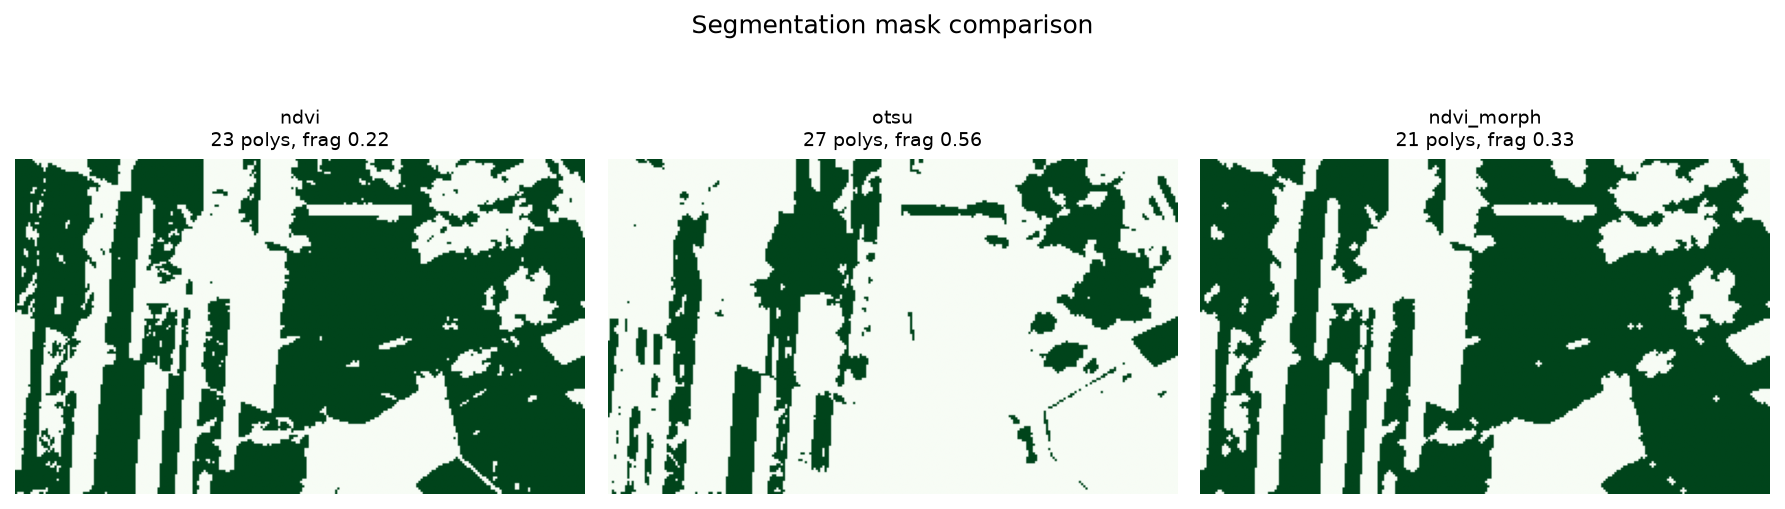 Segmentation mask comparison
ndvi
23 polys, frag 0.22
otsu
27 polys, frag 0.56
ndvi_morph
21 polys, frag 0.33